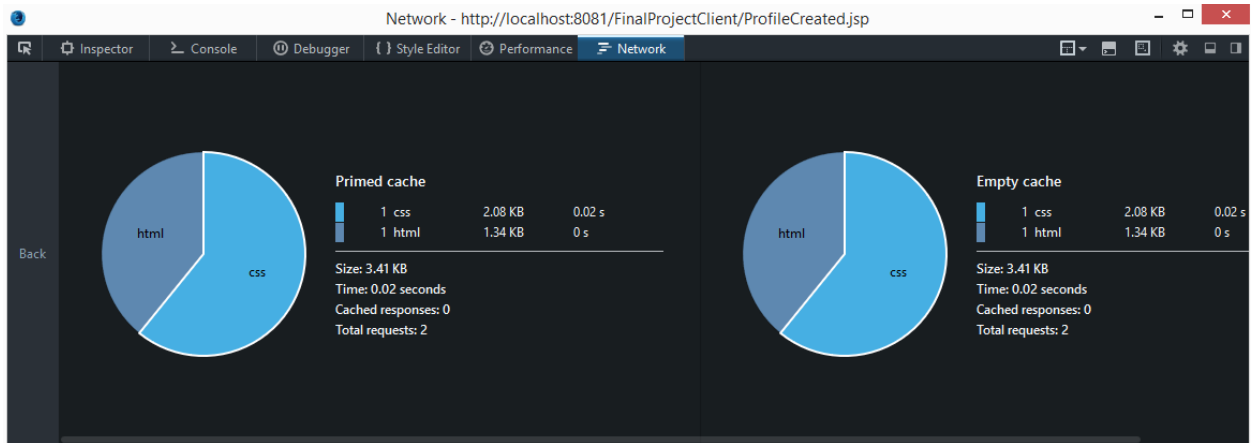 Network - http://localhost:8081/FinalProjectClient/ProfileCreated.jsp
Inspector Console Debugger { } Style Editor Performance Network
Back
html
css
Primed cache
1 css 2.08 KB 0.02 s
1 html 1.34 KB 0 s
Size: 3.41 KB
Time: 0.02 seconds
Cached responses: 0
Total requests: 2
html
css
Empty cache
1 css 2.08 KB 0.02 s
1 html 1.34 KB 0 s
Size: 3.41 KB
Time: 0.02 seconds
Cached responses: 0
Total requests: 2